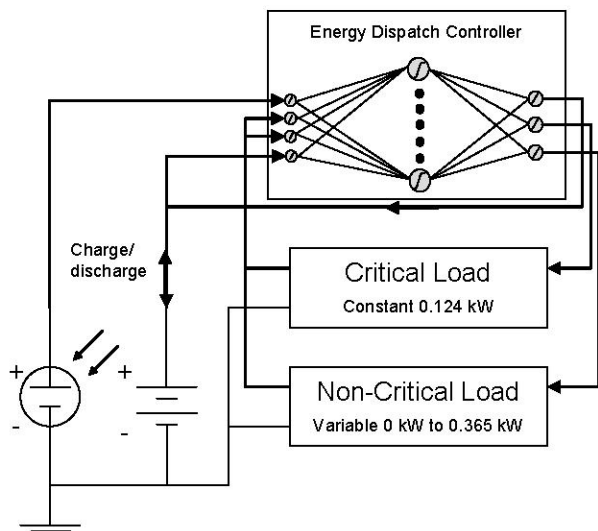 Energy Dispatch Controller
Charge/
discharge
Critical Load
Constant 0.124 kW
Non-Critical Load
Variable 0 kW to 0.365 kW
+
-
+
-